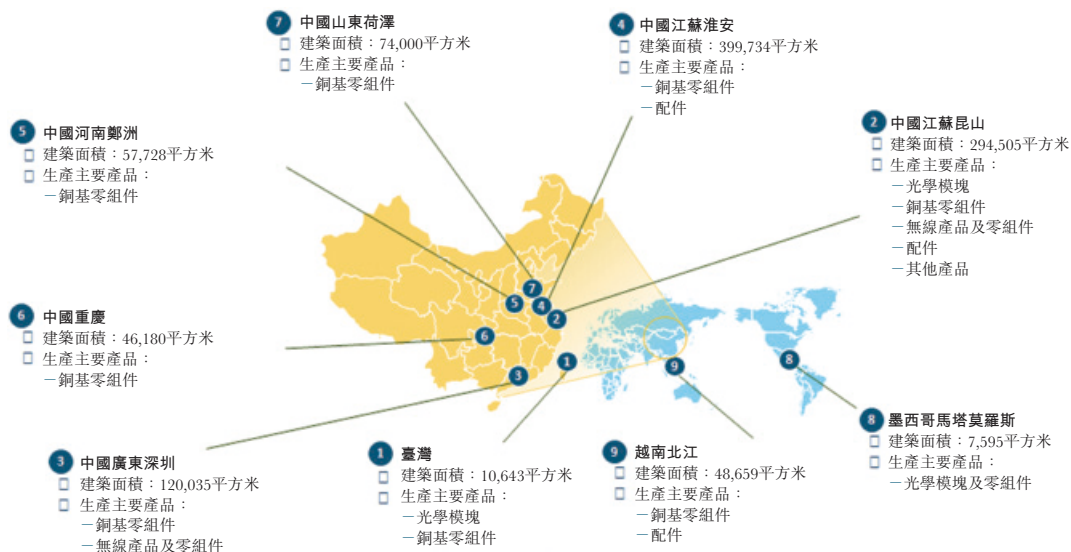 7 中國山東荷澤
建築面積：74,000平方米
生產主要產品：
－銅基零組件
4 中國江蘇淮安
建築面積：399,734平方米
生產主要產品：
－銅基零組件
－配件
5 中國河南鄭洲
建築面積：57,728平方米
生產主要產品：
－銅基零組件
2 中國江蘇昆山
建築面積：294,505平方米
生產主要產品：
－光學模塊
－銅基零組件
－無線產品及零組件
－配件
－其他產品
6 中國重慶
建築面積：46,180平方米
生產主要產品：
－銅基零組件
7
5
4
2
6
3
1
9
8
3 中國廣東深圳
建築面積：120,035平方米
生產主要產品：
－銅基零組件
－無線產品及零組件
1 臺灣
建築面積：10,643平方米
生產主要產品：
－光學模塊
－銅基零組件
9 越南北江
建築面積：48,659平方米
生產主要產品：
－銅基零組件
－配件
8 墨西哥馬塔莫羅斯
建築面積：7,595平方米
生產主要產品：
－光學模塊及零組件